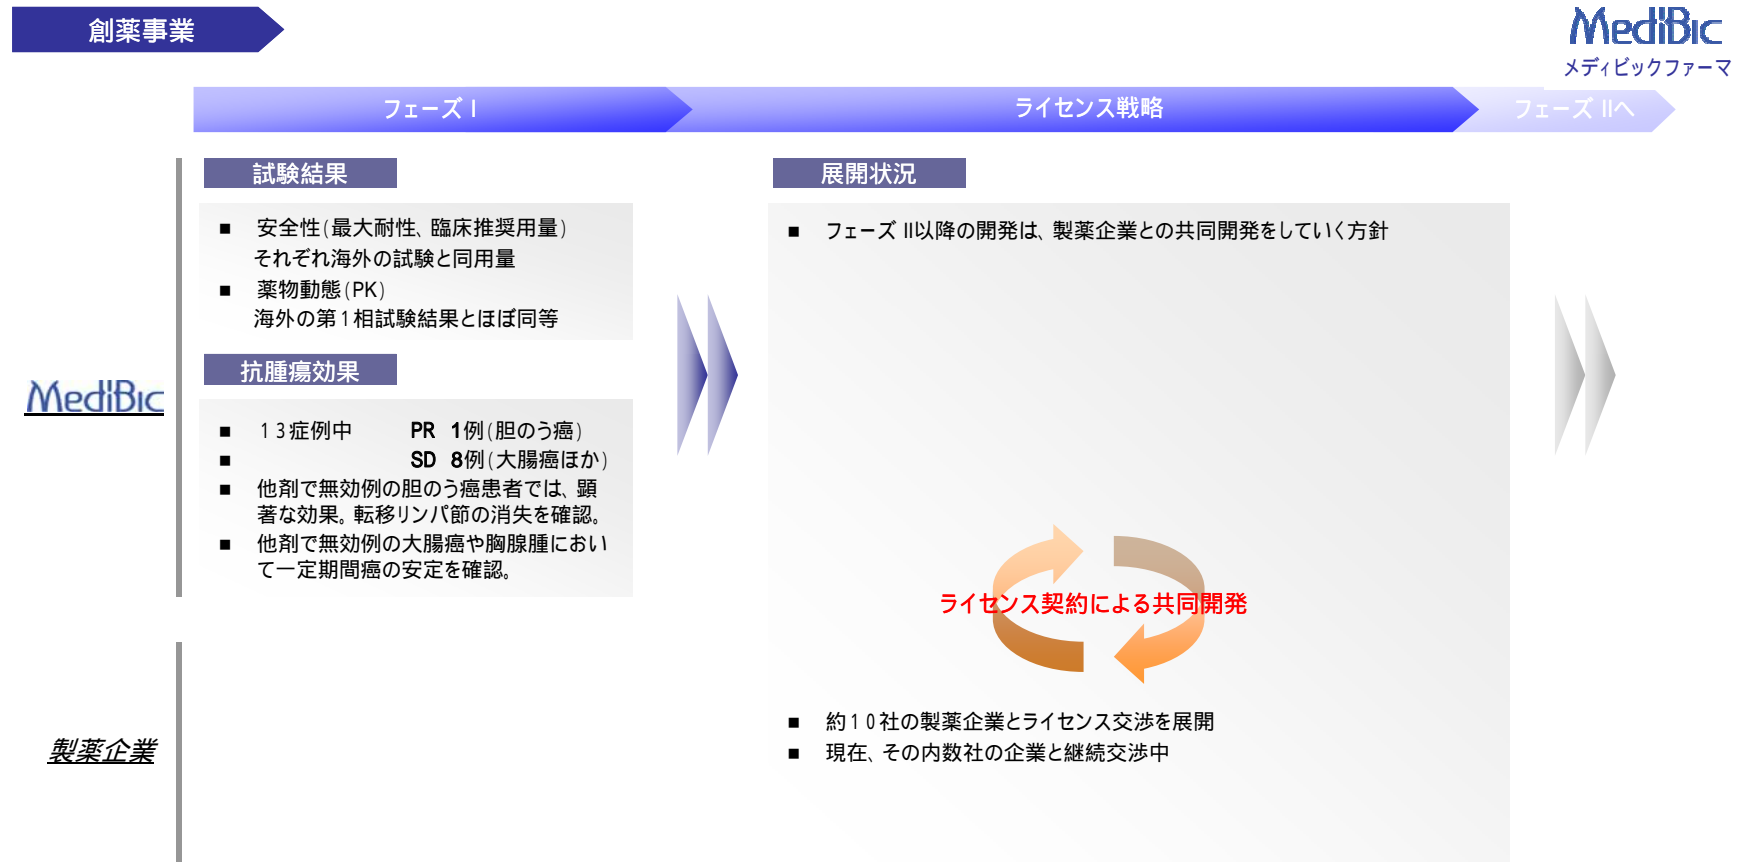 創薬事業
MediBic
メディビックファーマ
フェーズ I
ライセンス戦略
フェーズ IIへ
試験結果
■ 安全性(最大耐性、臨床推奨用量)
それぞれ海外の試験と同用量
■ 薬物動態(PK)
海外の第1相試験結果とほぼ同等
抗腫瘍効果
■ 13症例中 PR 1例(胆のう癌)
■ SD 8例(大腸癌ほか)
■ 他剤で無効例の胆のう癌患者では、顕
著な効果。転移リンパ節の消失を確認。
■ 他剤で無効例の大腸癌や胸腺腫におい
て一定期間癌の安定を確認。
MediBic
展開状況
■ フェーズ II以降の開発は、製薬企業との共同開発をしていく方針
ライセンス契約による共同開発
製薬企業
■ 約10社の製薬企業とライセンス交渉を展開
■ 現在、その内数社の企業と継続交渉中